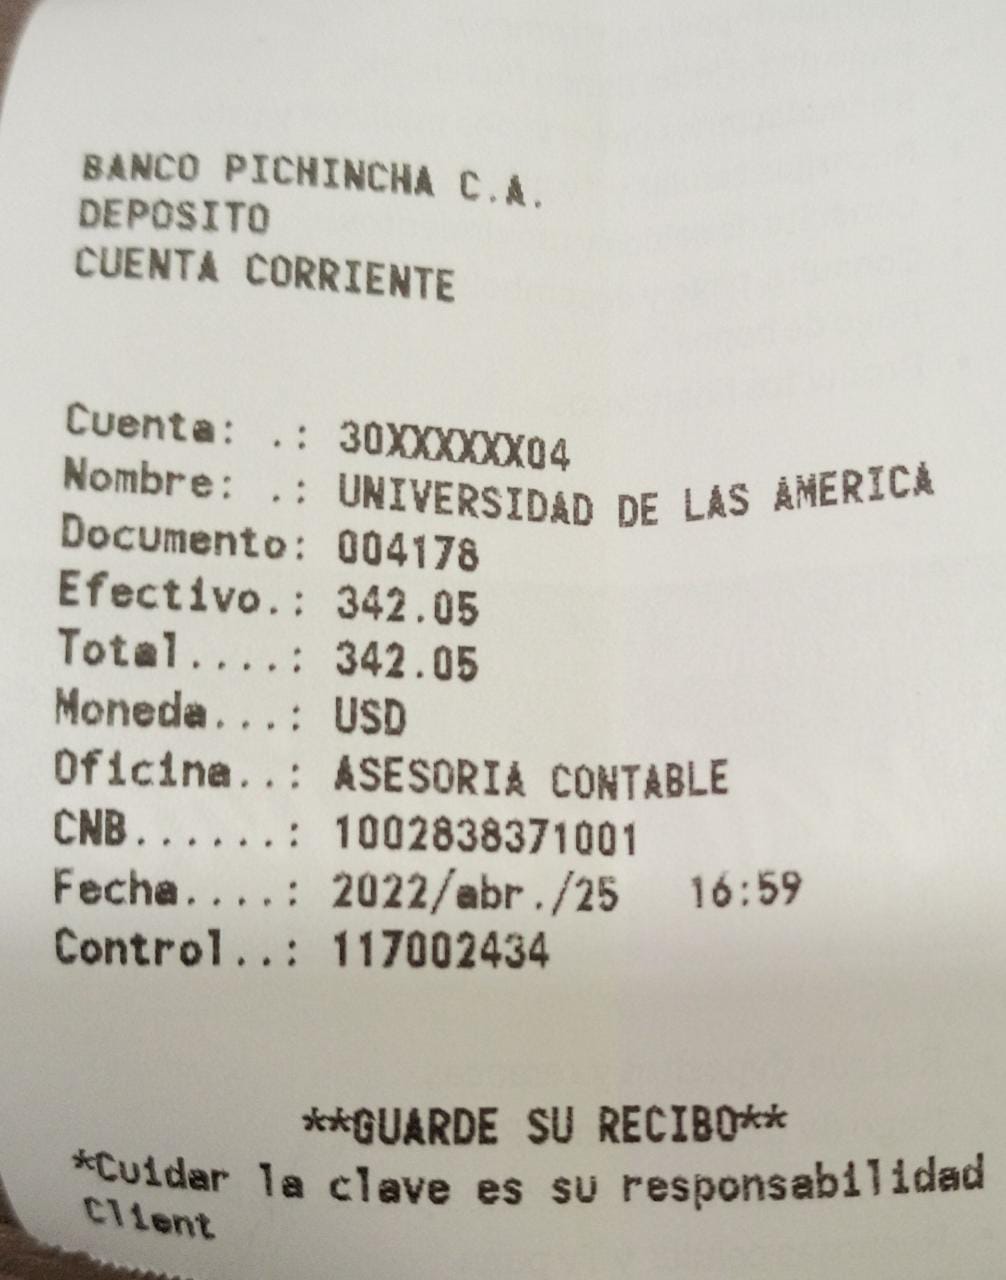 BANCO PICHINCHA C.A.
DEPOSITO
CUENTA CORRIENTE
Cuenta: .: 30XXXXXX04
Nombre: .: UNIVERSIDAD DE LAS AMERICA
Documento: 004178
Efectivo.: 342.05
Total....: 342.05
Moneda...: USD
Oficina..: ASESORIA CONTABLE
CNB......: 1002838371001
Fecha....: 2022/abr./25 16:59
Control..: 117002434
**GUARDE SU RECIBO**
*Cuidar la clave es su responsabilidad
Client